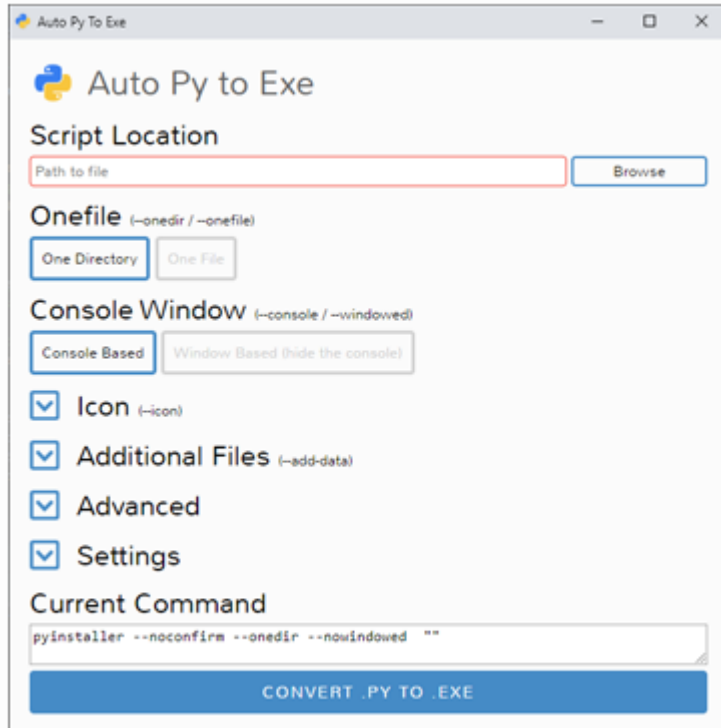 Auto Py To Exe
Auto Py to Exe
Script Location
Path to file
Browse
Onefile (--onedir / --onefile)
One Directory
One File
Console Window (--console / --windowed)
Console Based
Window Based (hide the console)
Icon (--icon)
Additional Files (--add-data)
Advanced
Settings
Current Command
pyinstaller --noconfirm --onedir --nowindowed  ""
CONVERT .PY TO .EXE